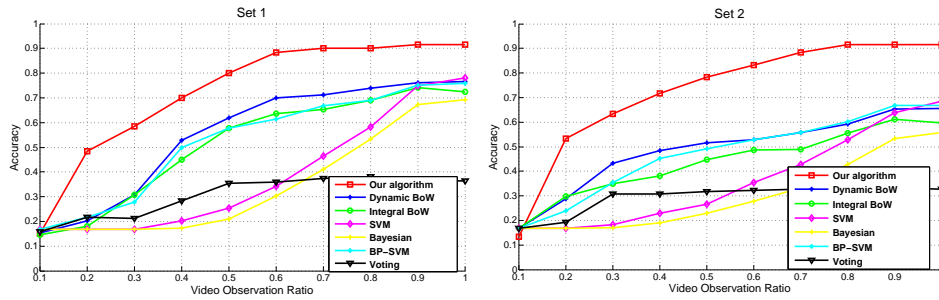 Set 1
0
0.1
0.2
0.3
0.4
0.5
0.6
0.7
0.8
0.9
1
Accuracy
0.1
0.2
0.3
0.4
0.5
0.6
0.7
0.8
0.9
1
Video Observation Ratio
Our algorithm
Dynamic BoW
Integral BoW
SVM
Bayesian
BP−SVM
Voting
Set 2
0
0.1
0.2
0.3
0.4
0.5
0.6
0.7
0.8
0.9
1
Accuracy
0.1
0.2
0.3
0.4
0.5
0.6
0.7
0.8
0.9
Video Observation Ratio
Our algorithm
Dynamic BoW
Integral BoW
SVM
Bayesian
BP−SVM
Voting